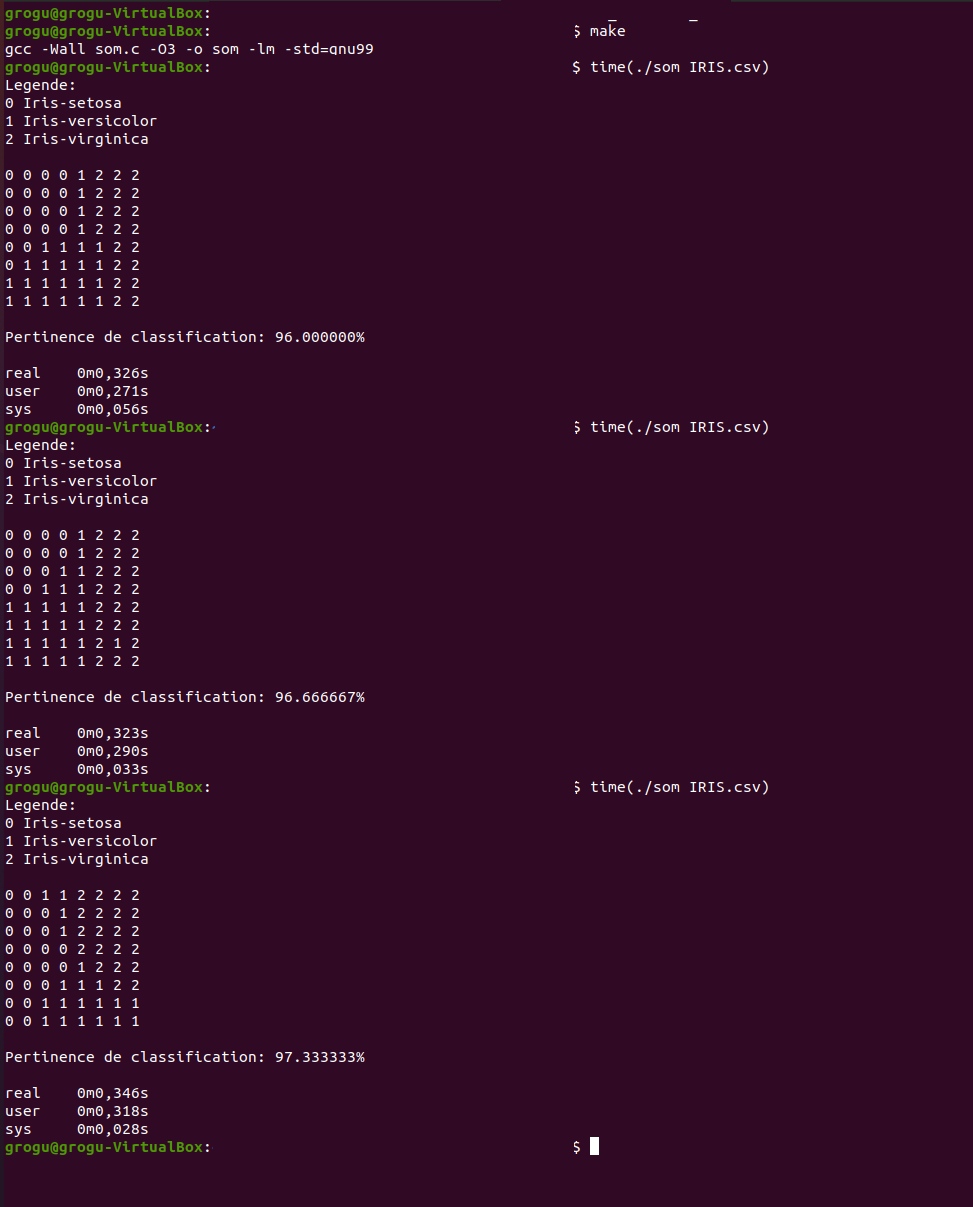 grogu@grogu-VirtualBox:
grogu@grogu-VirtualBox: $ make
gcc -Wall som.c -O3 -o som -lm -std=gnu99
grogu@grogu-VirtualBox: $ time(./som IRIS.csv)
Legende:
0 Iris-setosa
1 Iris-versicolor
2 Iris-virginica
0 0 0 0 1 2 2 2
0 0 0 0 1 2 2 2
0 0 0 0 1 2 2 2
0 0 0 0 1 2 2 2
0 0 1 1 1 1 2 2
0 1 1 1 1 1 2 2
1 1 1 1 1 1 2 2
1 1 1 1 1 1 2 2
Pertinence de classification: 96.000000%
real 0m0,326s
user 0m0,271s
sys 0m0,056s
grogu@grogu-VirtualBox: $ time(./som IRIS.csv)
Legende:
0 Iris-setosa
1 Iris-versicolor
2 Iris-virginica
0 0 0 0 1 2 2 2
0 0 0 0 1 2 2 2
0 0 0 1 1 2 2 2
0 0 1 1 1 2 2 2
1 1 1 1 1 2 2 2
1 1 1 1 1 2 2 2
1 1 1 1 1 2 1 2
1 1 1 1 1 2 2 2
Pertinence de classification: 96.666667%
real 0m0,323s
user 0m0,290s
sys 0m0,033s
grogu@grogu-VirtualBox: $ time(./som IRIS.csv)
Legende:
0 Iris-setosa
1 Iris-versicolor
2 Iris-virginica
0 0 1 1 2 2 2 2
0 0 0 1 2 2 2 2
0 0 0 1 2 2 2 2
0 0 0 0 2 2 2 2
0 0 0 0 1 2 2 2
0 0 0 1 1 1 2 2
0 0 1 1 1 1 1 1
0 0 1 1 1 1 1 1
Pertinence de classification: 97.333333%
real 0m0,346s
user 0m0,318s
sys 0m0,028s
grogu@grogu-VirtualBox: $